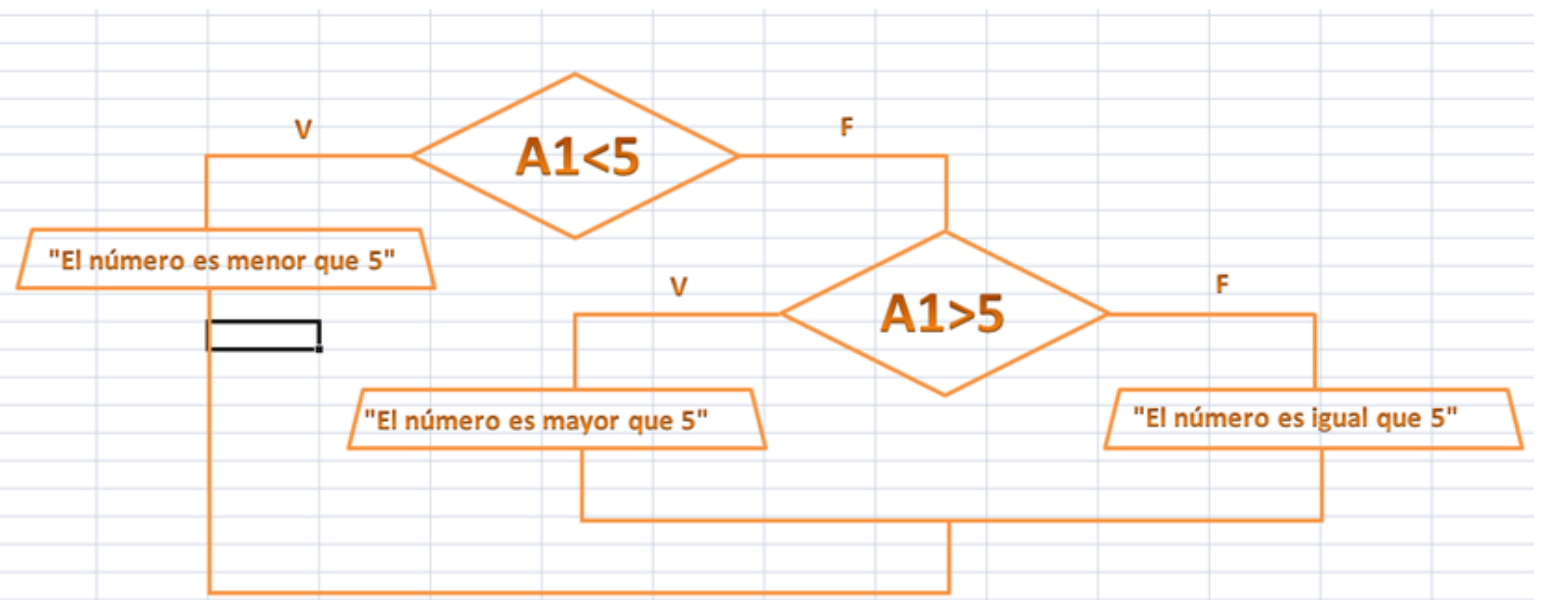 V
F
A1<5
"El número es menor que 5"
V
F
A1>5
"El número es mayor que 5"
"El número es igual que 5"